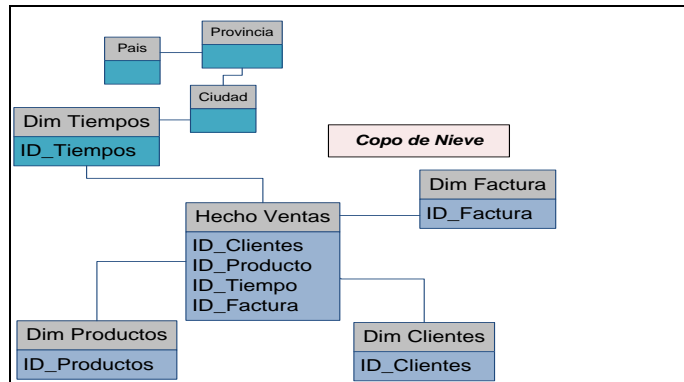 Provincia
Pais
Ciudad
Dim Tiempos
ID_Tiempos
Copo de Nieve
Dim Factura
ID_Factura
Hecho Ventas
ID_Clientes
ID_Producto
ID_Tiempo
ID_Factura
Dim Productos
ID_Productos
Dim Clientes
ID_Clientes